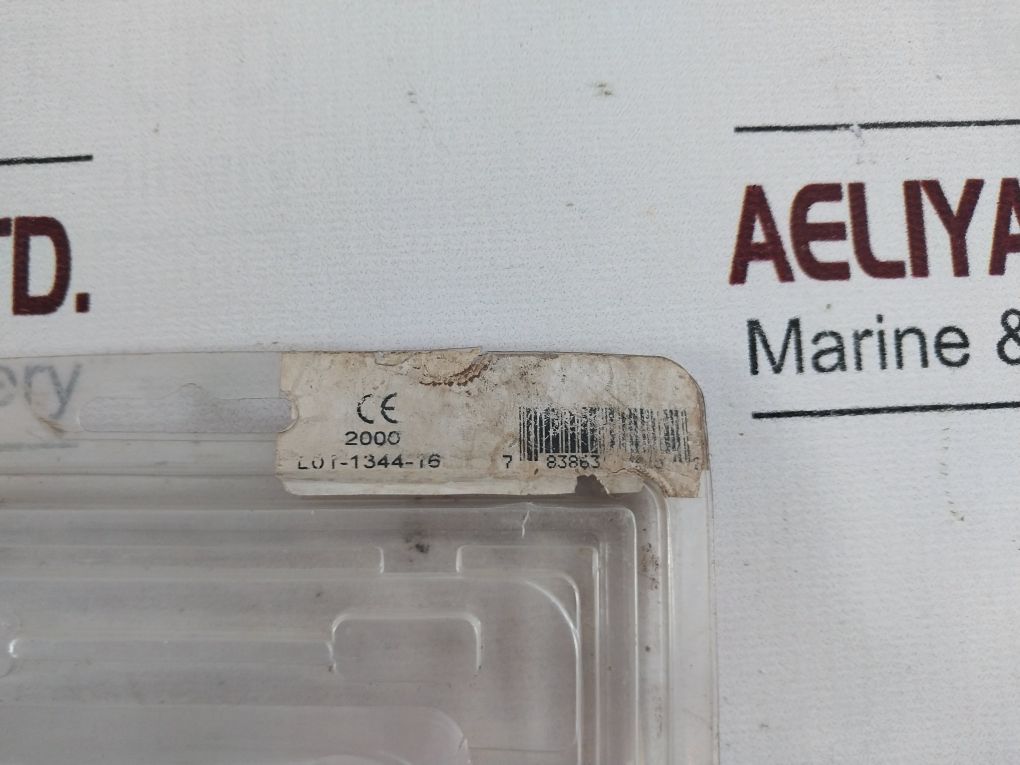 TD.
ery
AELIYA
Marine &
CE
2000
LOT-1344-16
7 83863